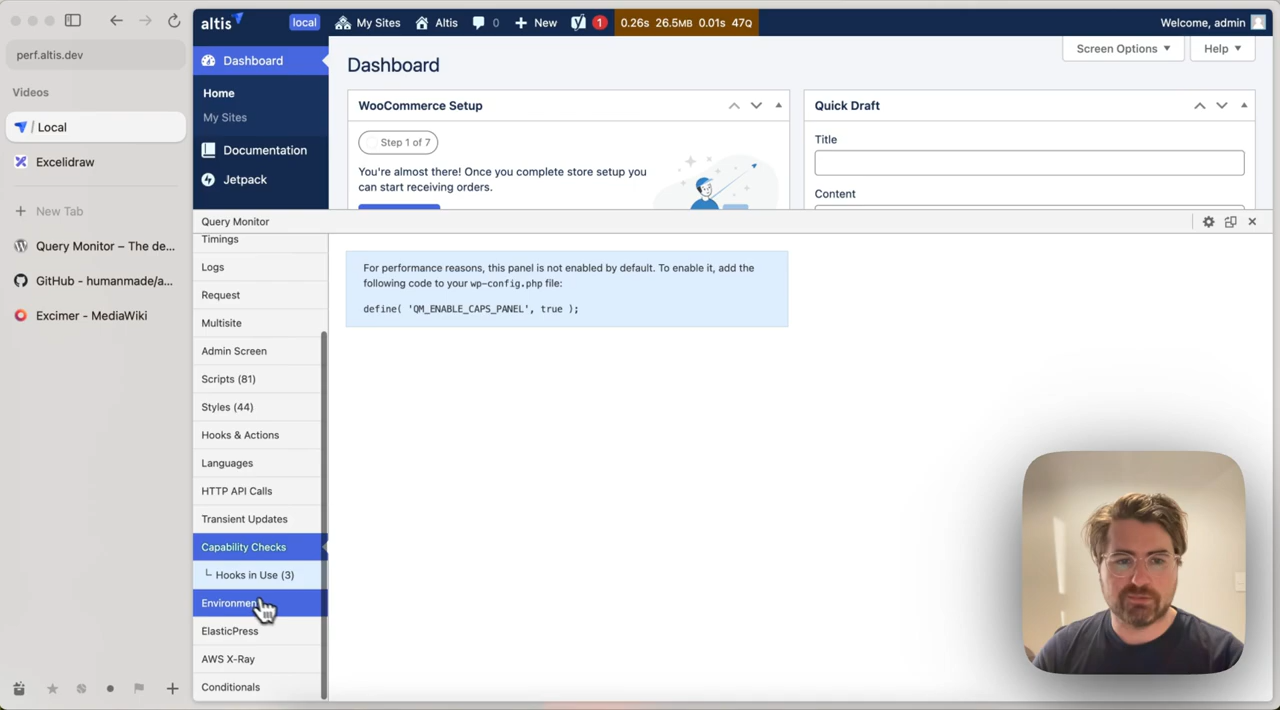 perf.altis.dev
Videos
/ Local
Excelidraw
New Tab
Query Monitor – The de...
GitHub - humanmade/a...
Excimer - MediaWiki
altis
local
My Sites
Altis
0
New
1
0.26s 26.5MB 0.01s 47Q
Welcome, admin
Dashboard
Home
My Sites
Documentation
Jetpack
Dashboard
Screen Options
Help
WooCommerce Setup
Step 1 of 7
You're almost there! Once you complete store setup you
can start receiving orders.
Quick Draft
Title
Content
Query Monitor
Timings
Logs
Request
Multisite
Admin Screen
Scripts (81)
Styles (44)
Hooks & Actions
Languages
HTTP API Calls
Transient Updates
Capability Checks
Hooks in Use (3)
Environment
ElasticPress
AWS X-Ray
Conditionals
For performance reasons, this panel is not enabled by default. To enable it, add the
following code to your wp-config.php file:
define( 'QM_ENABLE_CAPS_PANEL', true );